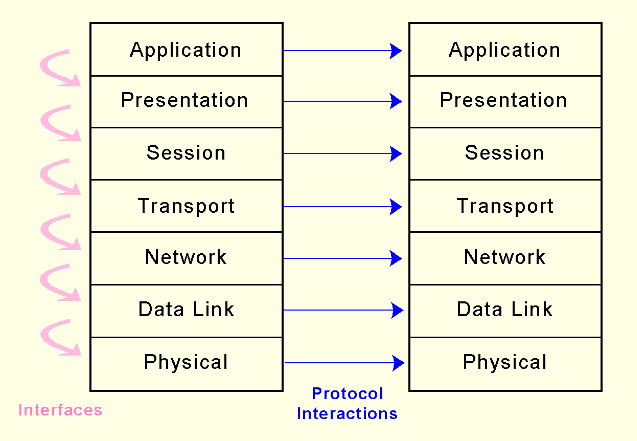 Application
Presentation
Session
Transport
Network
Data Link
Physical
Application
Presentation
Session
Transport
Network
Data Link
Physical
Interfaces
Protocol
Interactions